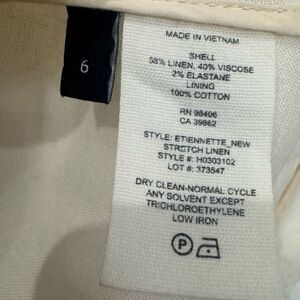 6
MADE IN VIETNAM
SHELL
58% LINEN, 40% VISCOSE
2% ELASTANE
LINING
100% COTTON
RN 98406
CA 39862
STYLE: ETIENNETTE_NEW
STRETCH LINEN
STYLE #: H0303102
LOT #: 373547
DRY CLEAN-NORMAL CYCLE
ANY SOLVENT EXCEPT
TRICHLOROETHYLENE
LOW IRON
P